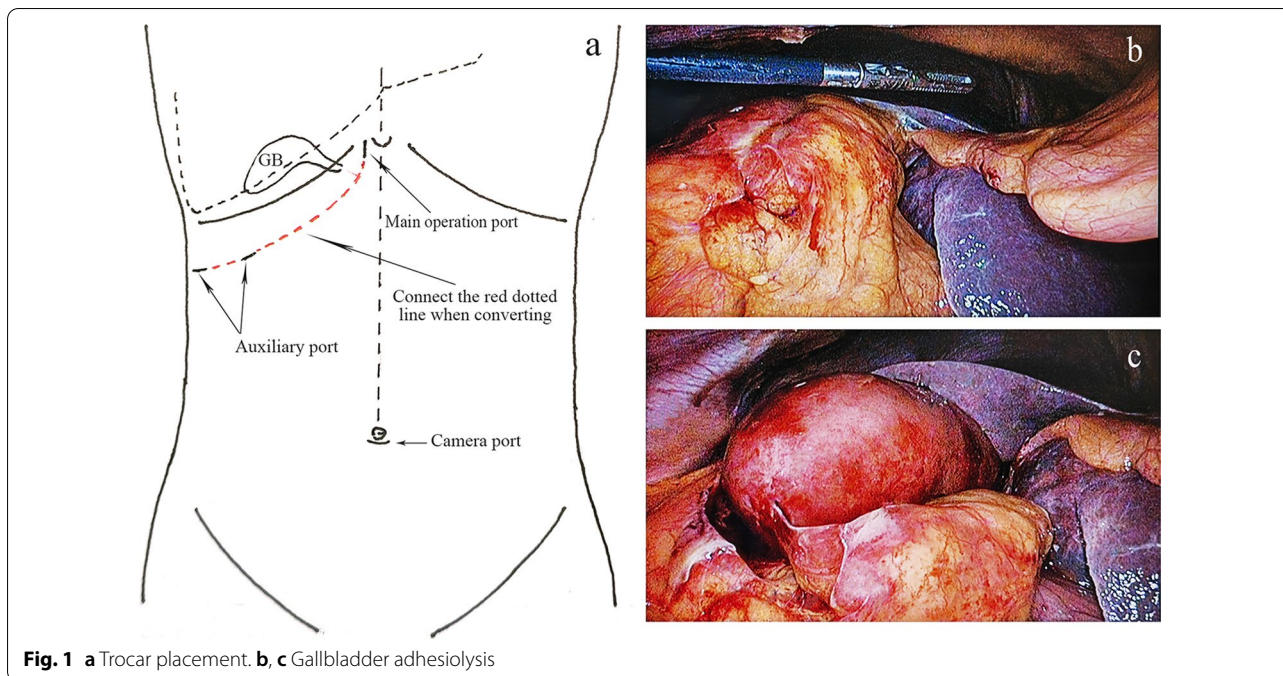 a
GB
Main operation port
Connect the red dotted
line when converting
Auxiliary port
Camera port
b
c
Fig. 1 a Trocar placement. b, c Gallbladder adhesiolysis